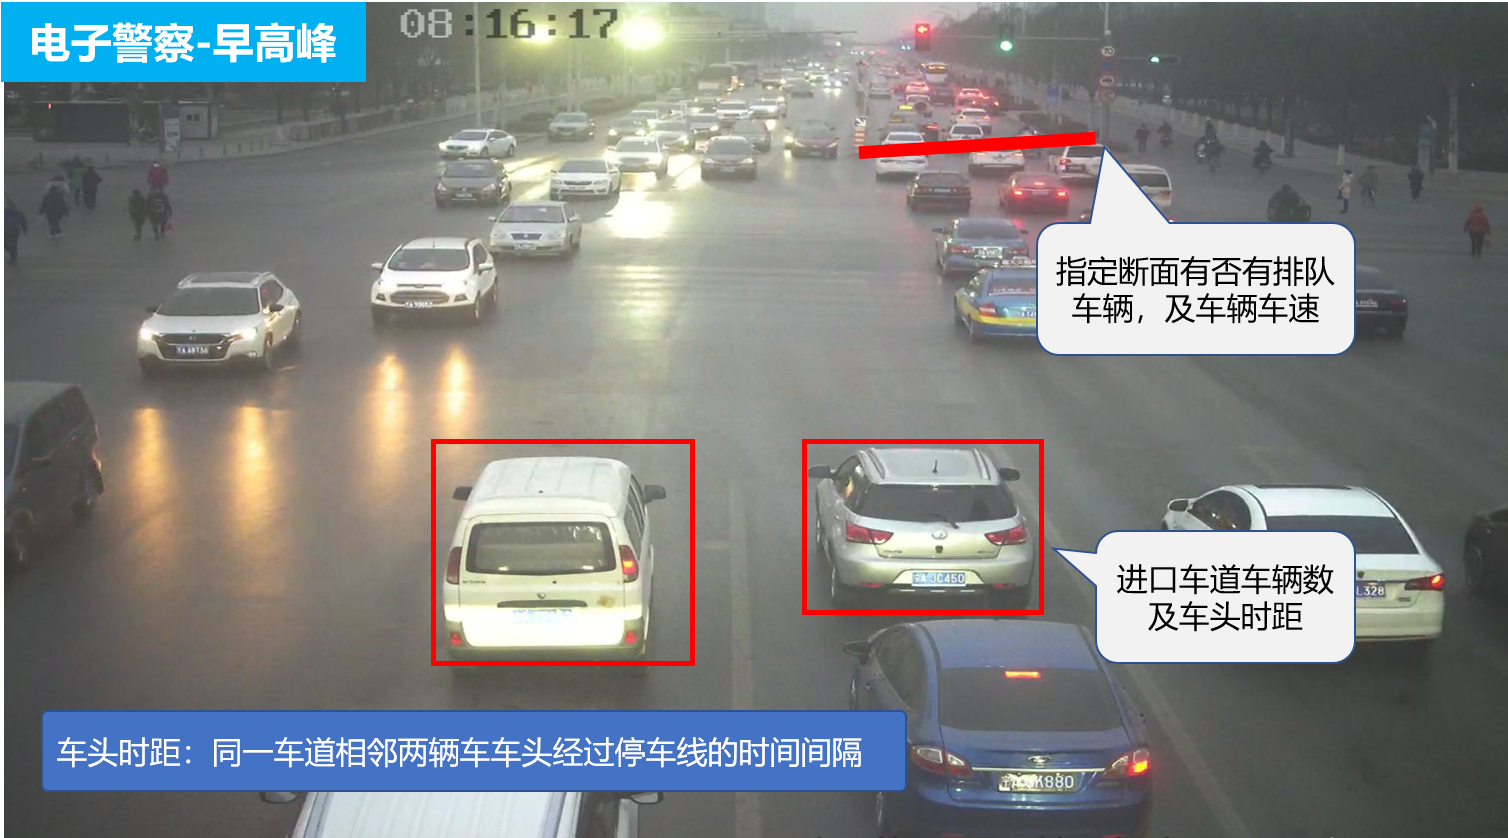 电子警察-早高峰
08:16:17
指定断面有否有排队
车辆，及车辆车速
进口车道车辆数
及车头时距
JC450
L328
K880
车头时距：同一车道相邻两辆车车头经过停车线的时间间隔